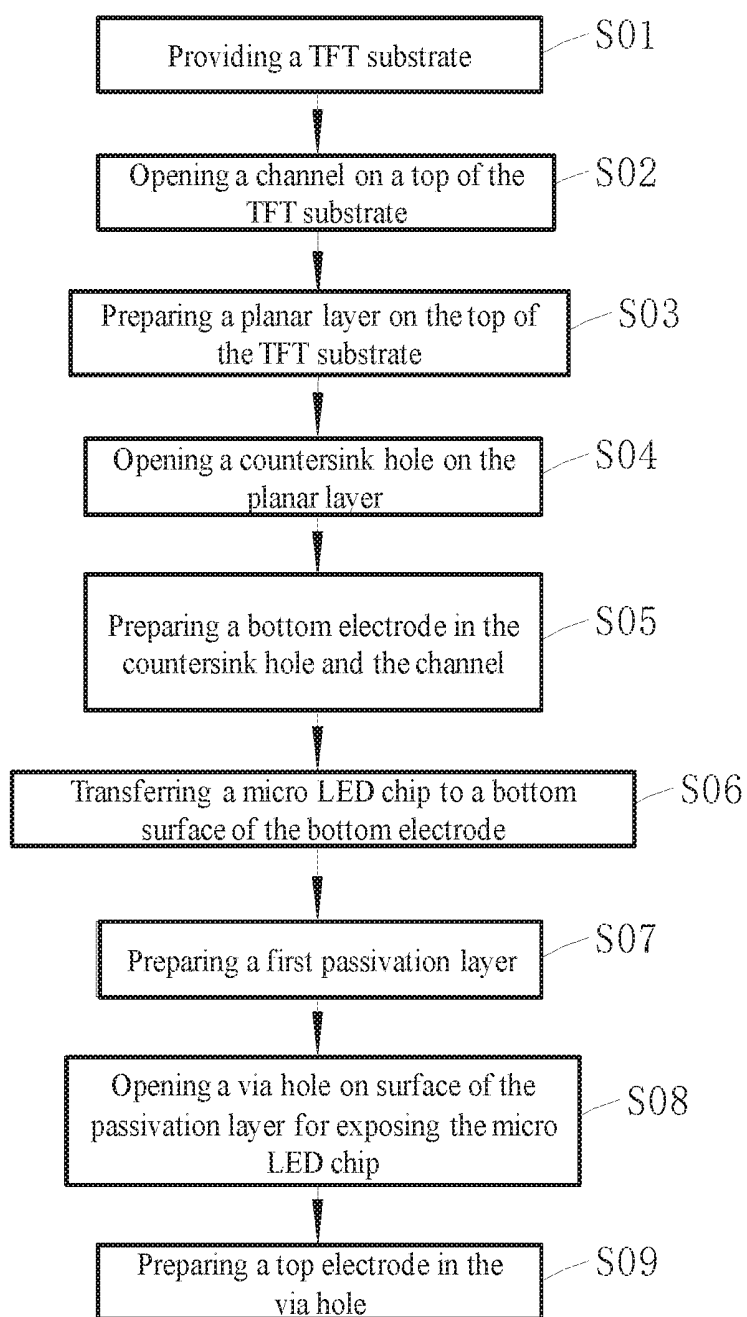 Providing a TFT substrate
S01
Opening a channel on a top of the
TFT substrate
S02
Preparing a planar layer on the top of
the TFT substrate
S03
Opening a countersink hole on the
planar layer
S04
Preparing a bottom electrode in the
countersink hole and the channel
S05
Transferring a micro LED chip to a bottom
surface of the bottom electrode
S06
Preparing a first passivation layer
S07
Opening a via hole on surface of the
passivation layer for exposing the micro
LED chip
S08
Preparing a top electrode in the
via hole
S09